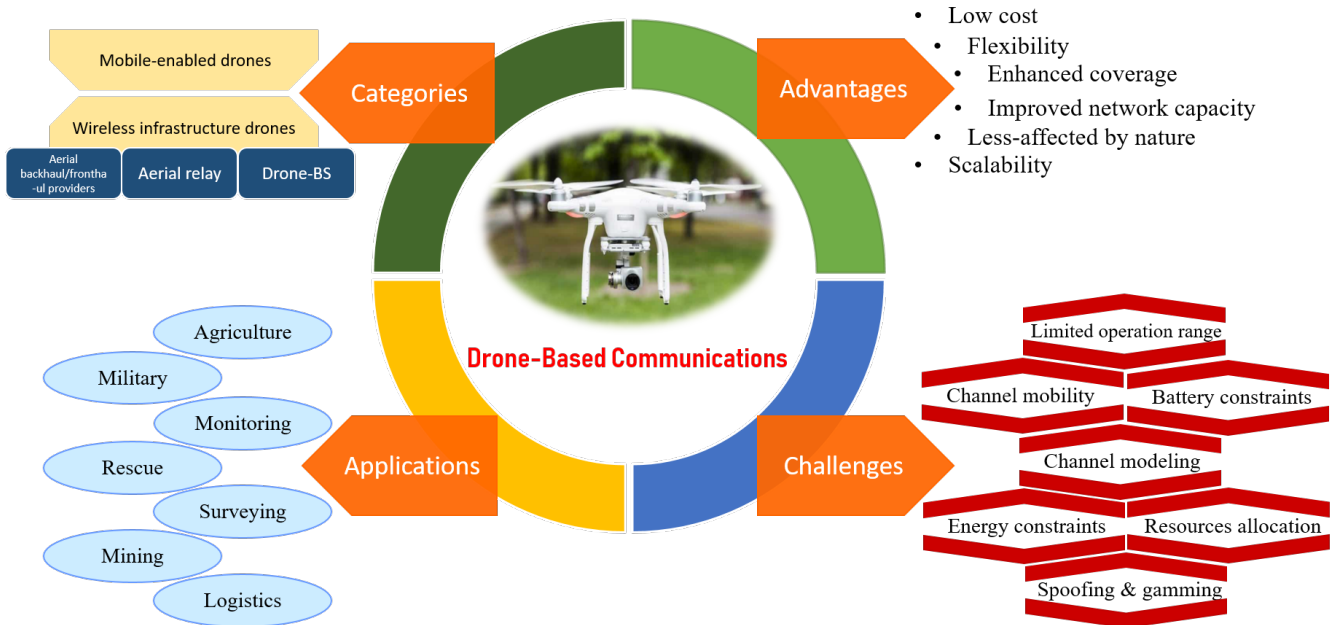 Mobile-enabled drones
Wireless infrastructure drones
Aerial
backhaul/frontha
-ul providers
Aerial relay
Drone-BS
Categories
Advantages
• Low cost
• Flexibility
• Enhanced coverage
• Improved network capacity
• Less-affected by nature
• Scalability
Drone-Based Communications
Applications
Agriculture
Military
Monitoring
Rescue
Surveying
Mining
Logistics
Challenges
Limited operation range
Channel mobility
Battery constraints
Channel modeling
Energy constraints
Resources allocation
Spoofing & gamming